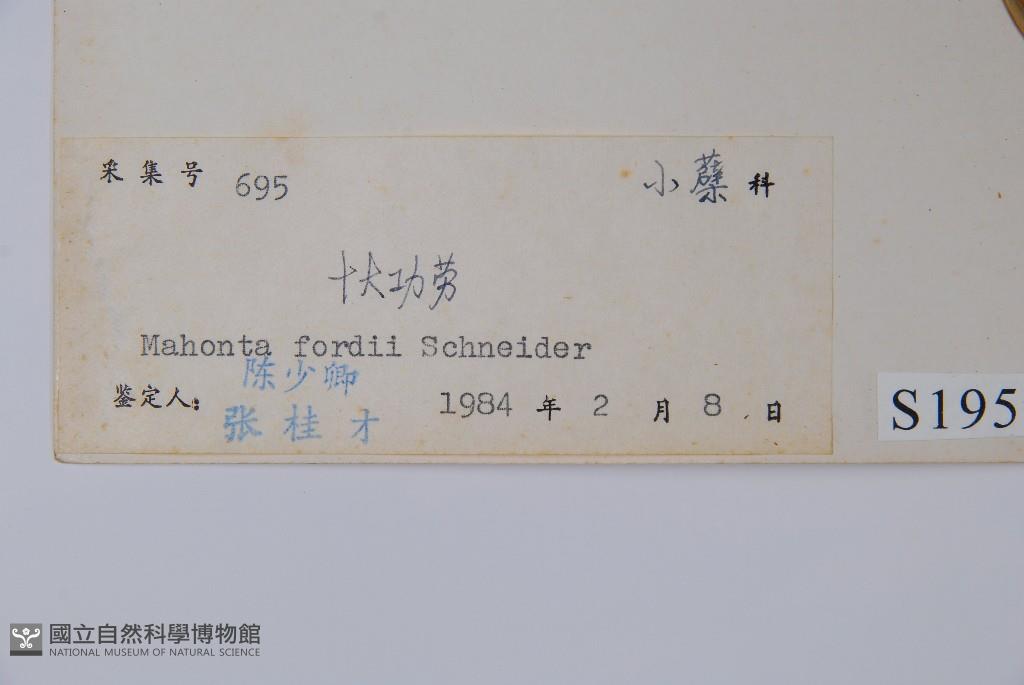 采集号 695 小蘗科
十大功劳
Mahonta fordii Schneider
陈少卿
鉴定人: 1984 年 2 月 8 日
张桂才
S195
國立自然科學博物館
NATIONAL MUSEUM OF NATURAL SCIENCE